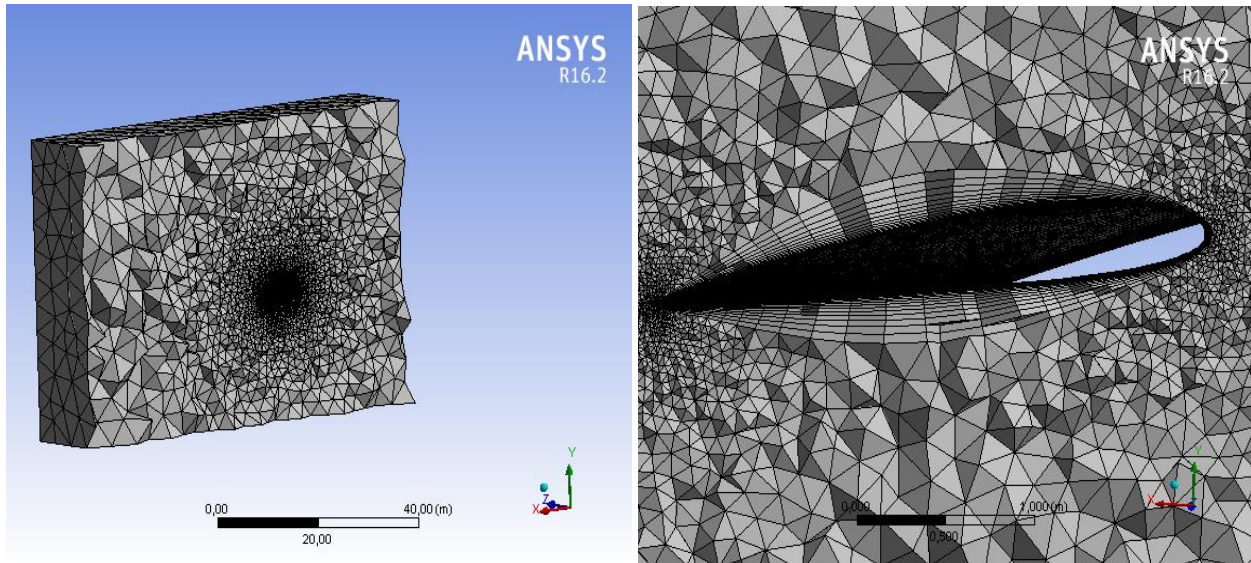 ANSYS
R16.2
Y
Z
X
0,00
40,00 (m)
20,00
ANSYS
R16.2
Y
X
Z
0,000
1,000 (m)
0,500